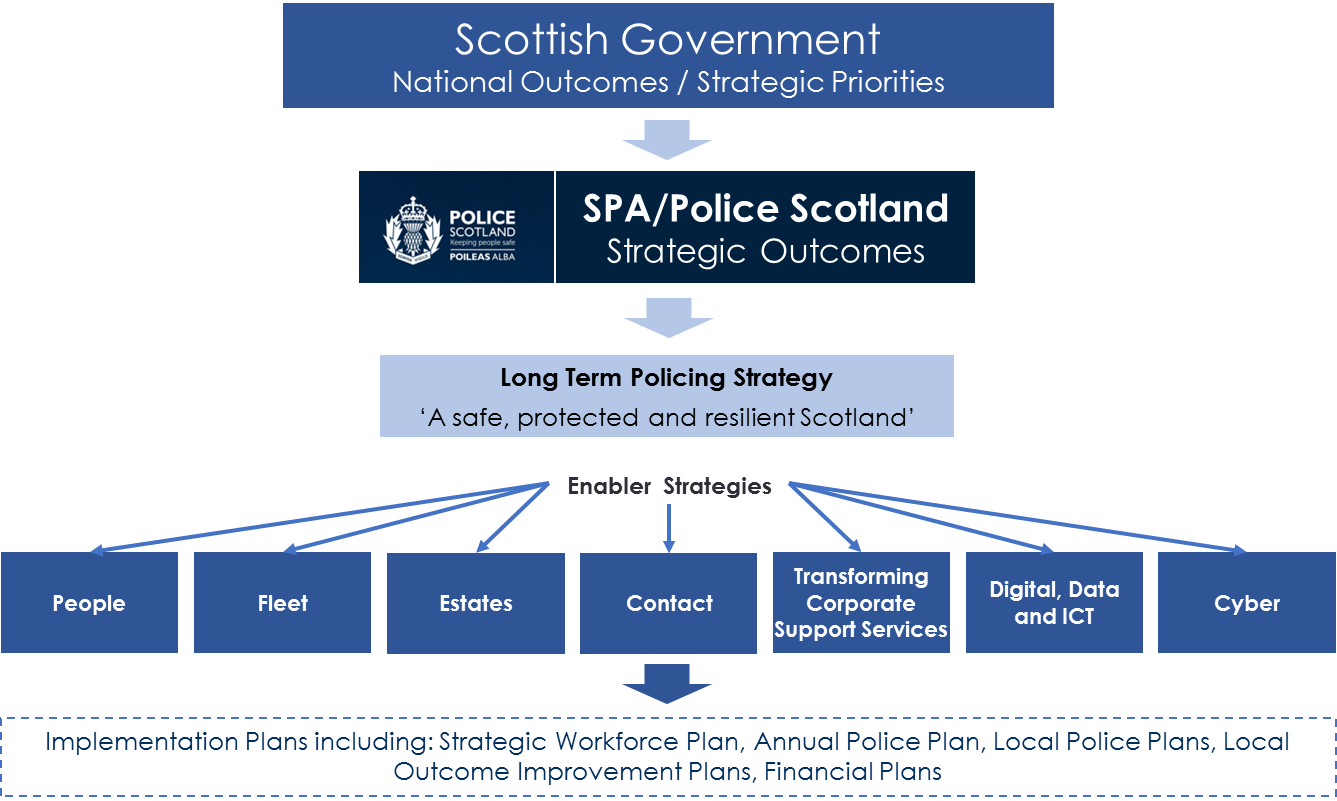 Scottish Government
National Outcomes / Strategic Priorities
POLICE
SCOTLAND
Keeping people safe
POILEAS ALBA
SPA/Police Scotland
Strategic Outcomes
Long Term Policing Strategy
‘A safe, protected and resilient Scotland’
Enabler Strategies
People
Fleet
Estates
Contact
Transforming
Corporate
Support Services
Digital, Data
and ICT
Cyber
Implementation Plans including: Strategic Workforce Plan, Annual Police Plan, Local Police Plans, Local
Outcome Improvement Plans, Financial Plans